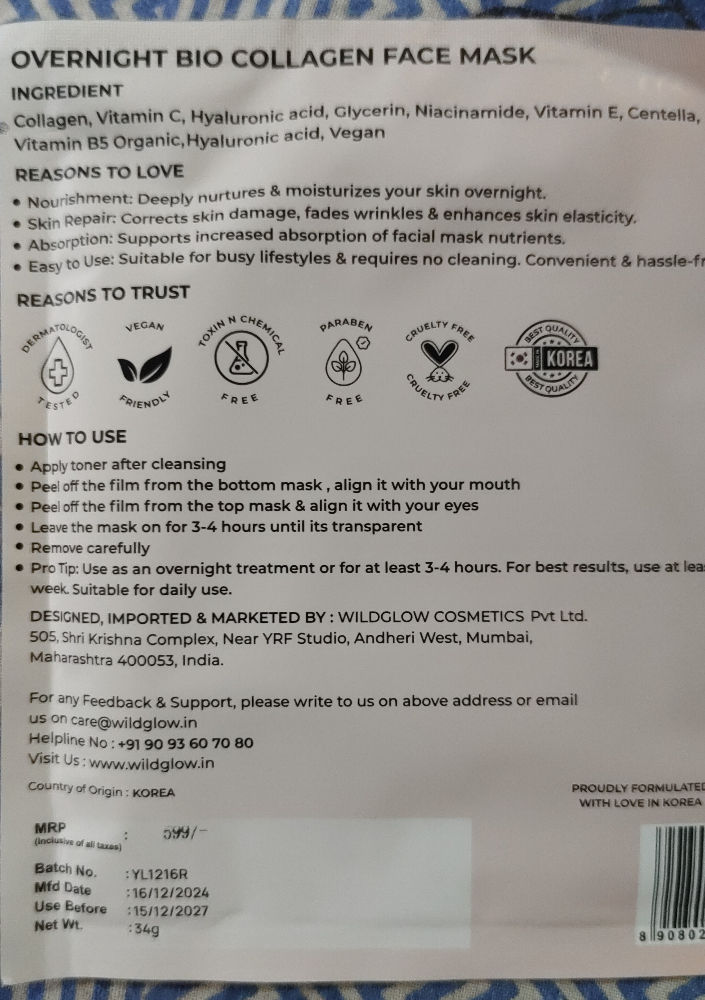 OVERNIGHT BIO COLLAGEN FACE MASK
INGREDIENT
Collagen, Vitamin C, Hyaluronic acid, Glycerin, Niacinamide, Vitamin E, Centella,
Vitamin B5 Organic,Hyaluronic acid, Vegan
REASONS TO LOVE
• Nourishment: Deeply nurtures & moisturizes your skin overnight.
• Skin Repair: Corrects skin damage, fades wrinkles & enhances skin elasticity.
• Absorption: Supports increased absorption of facial mask nutrients.
• Easy to Use: Suitable for busy lifestyles & requires no cleaning. Convenient & hassle-fr
REASONS TO TRUST
DERMATOLOGIST TESTED
VEGAN FRIENDLY
TOXIN N CHEMICAL FREE
PARABEN FREE
CRUELTY FREE CRUELTY FREE
BEST QUALITY KOREA BEST QUALITY
HOW TO USE
• Apply toner after cleansing
• Peel off the film from the bottom mask , align it with your mouth
• Peel off the film from the top mask & align it with your eyes
• Leave the mask on for 3-4 hours until its transparent
• Remove carefully
• Pro Tip: Use as an overnight treatment or for at least 3-4 hours. For best results, use at lea
week. Suitable for daily use.
DESIGNED, IMPORTED & MARKETED BY : WILDGLOW COSMETICS Pvt Ltd.
505, Shri Krishna Complex, Near YRF Studio, Andheri West, Mumbai,
Maharashtra 400053, India.
For any Feedback & Support, please write to us on above address or email
us on care@wildglow.in
Helpline No : +91 90 93 60 70 80
Visit Us : www.wildglow.in
Country of Origin : KOREA
PROUDLY FORMULATED
WITH LOVE IN KOREA
MRP : 599/-
(Inclusive of all taxes)
Batch No. : YL1216R
Mfd Date : 16/12/2024
Use Before : 15/12/2027
Net Wt. : 34g
8 90802